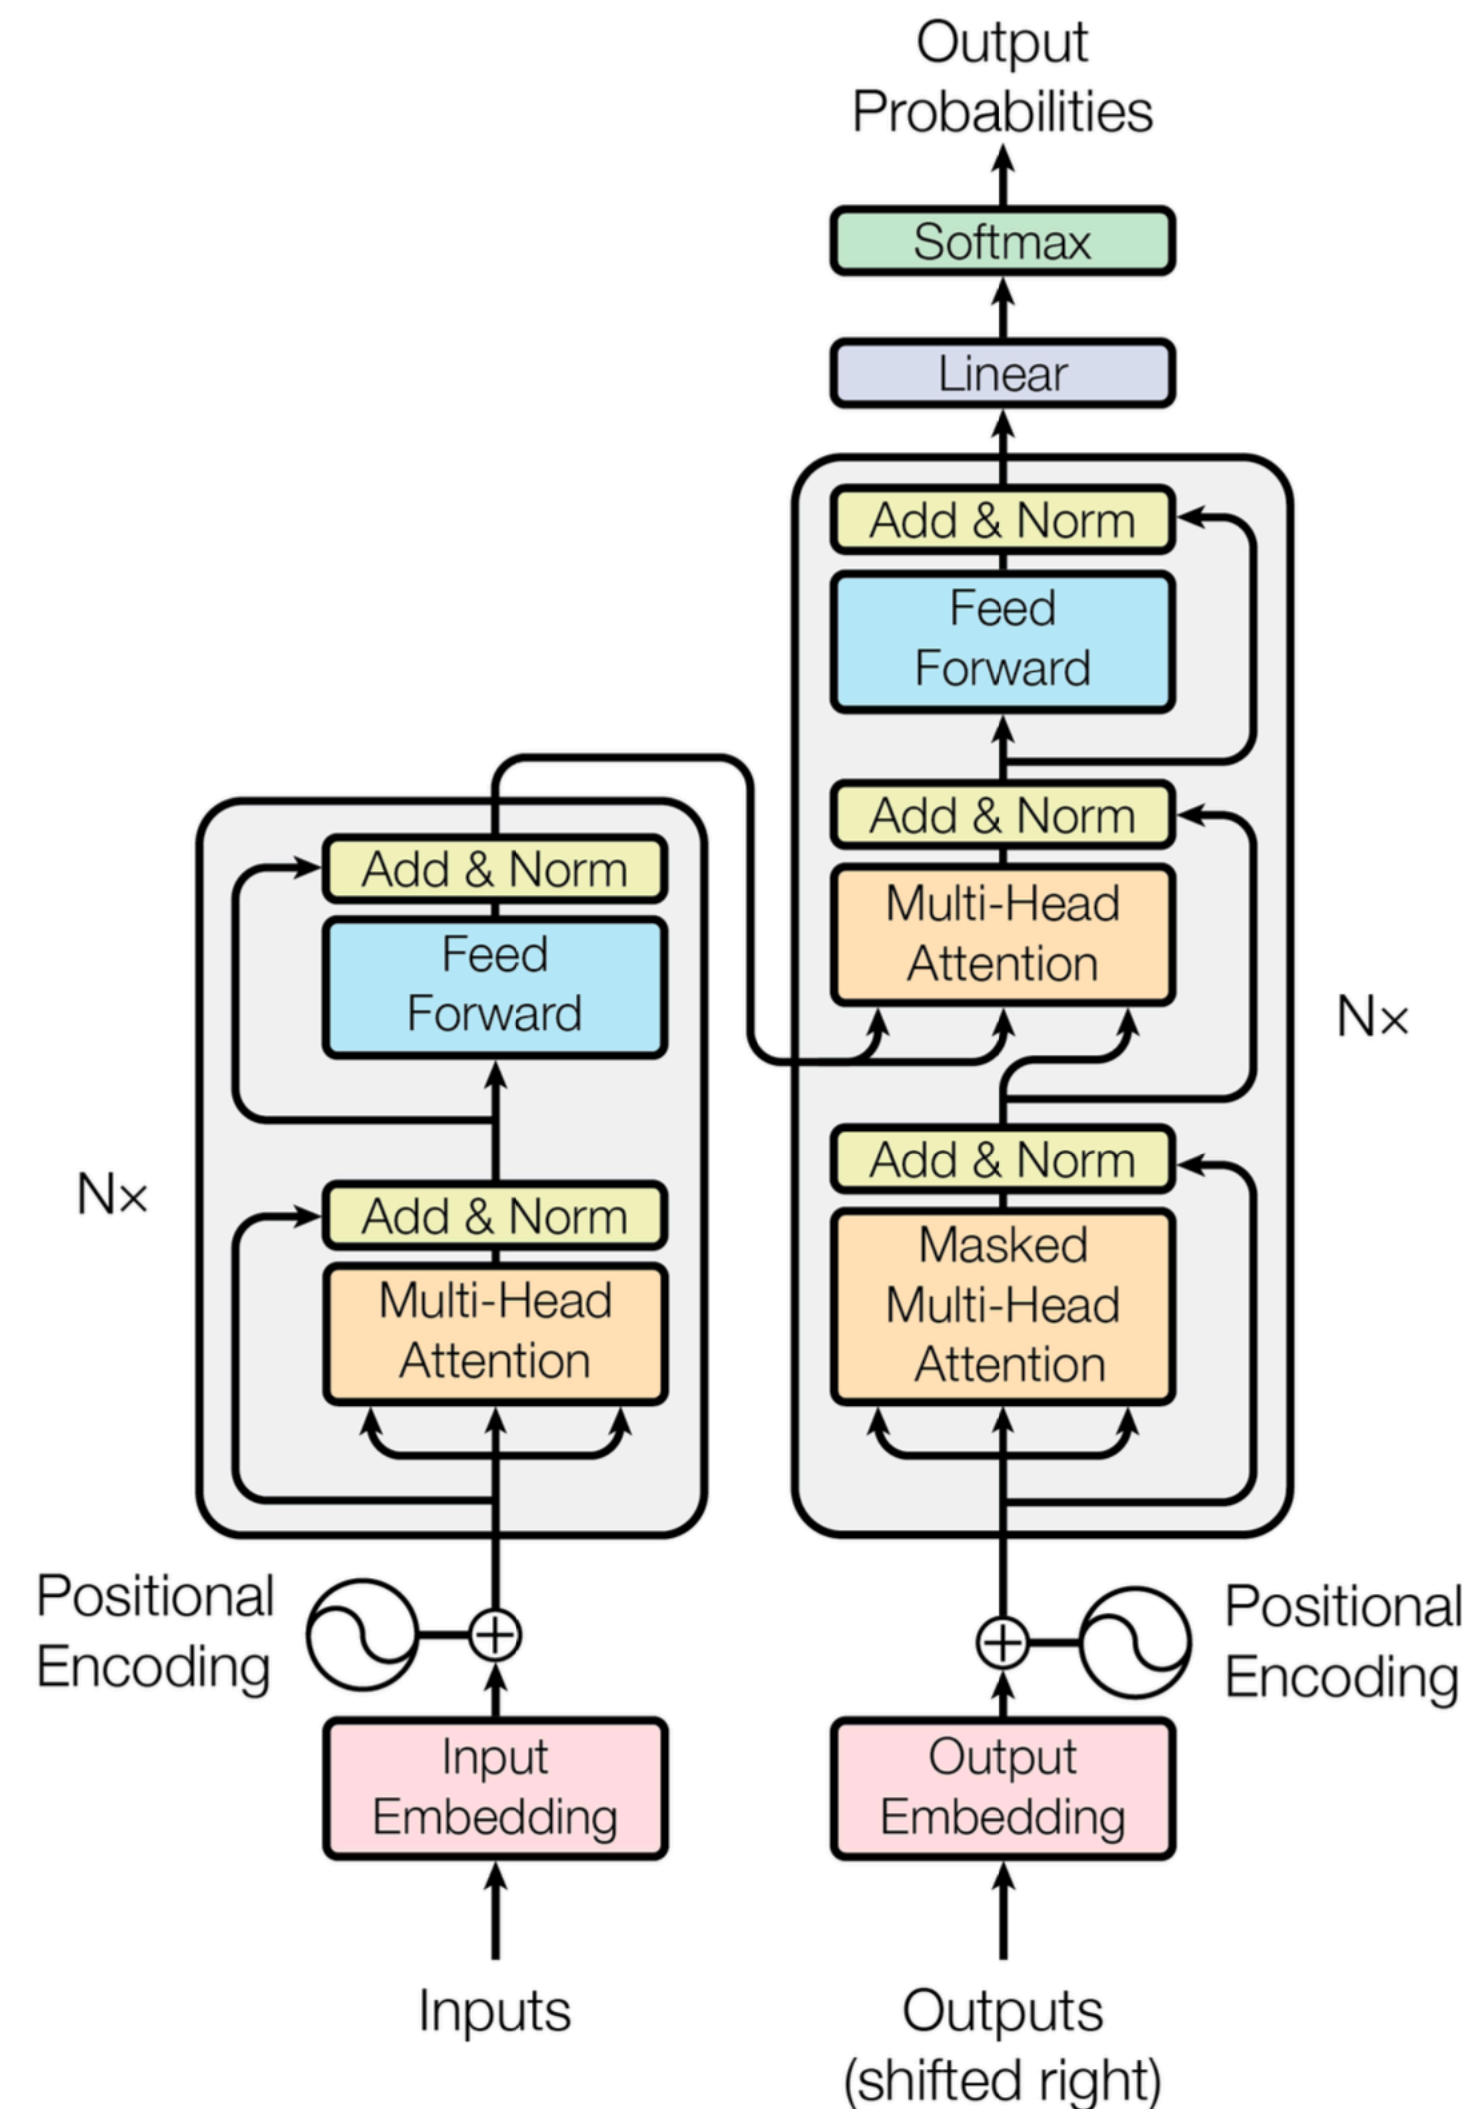 Output
Probabilities
Softmax
Linear
Add & Norm
Feed
Forward
Add & Norm
Multi-Head
Attention
Add & Norm
Masked
Multi-Head
Attention
N×
Positional
Encoding
Output
Embedding
Outputs
(shifted right)
Add & Norm
Feed
Forward
Add & Norm
Multi-Head
Attention
N×
Positional
Encoding
Input
Embedding
Inputs